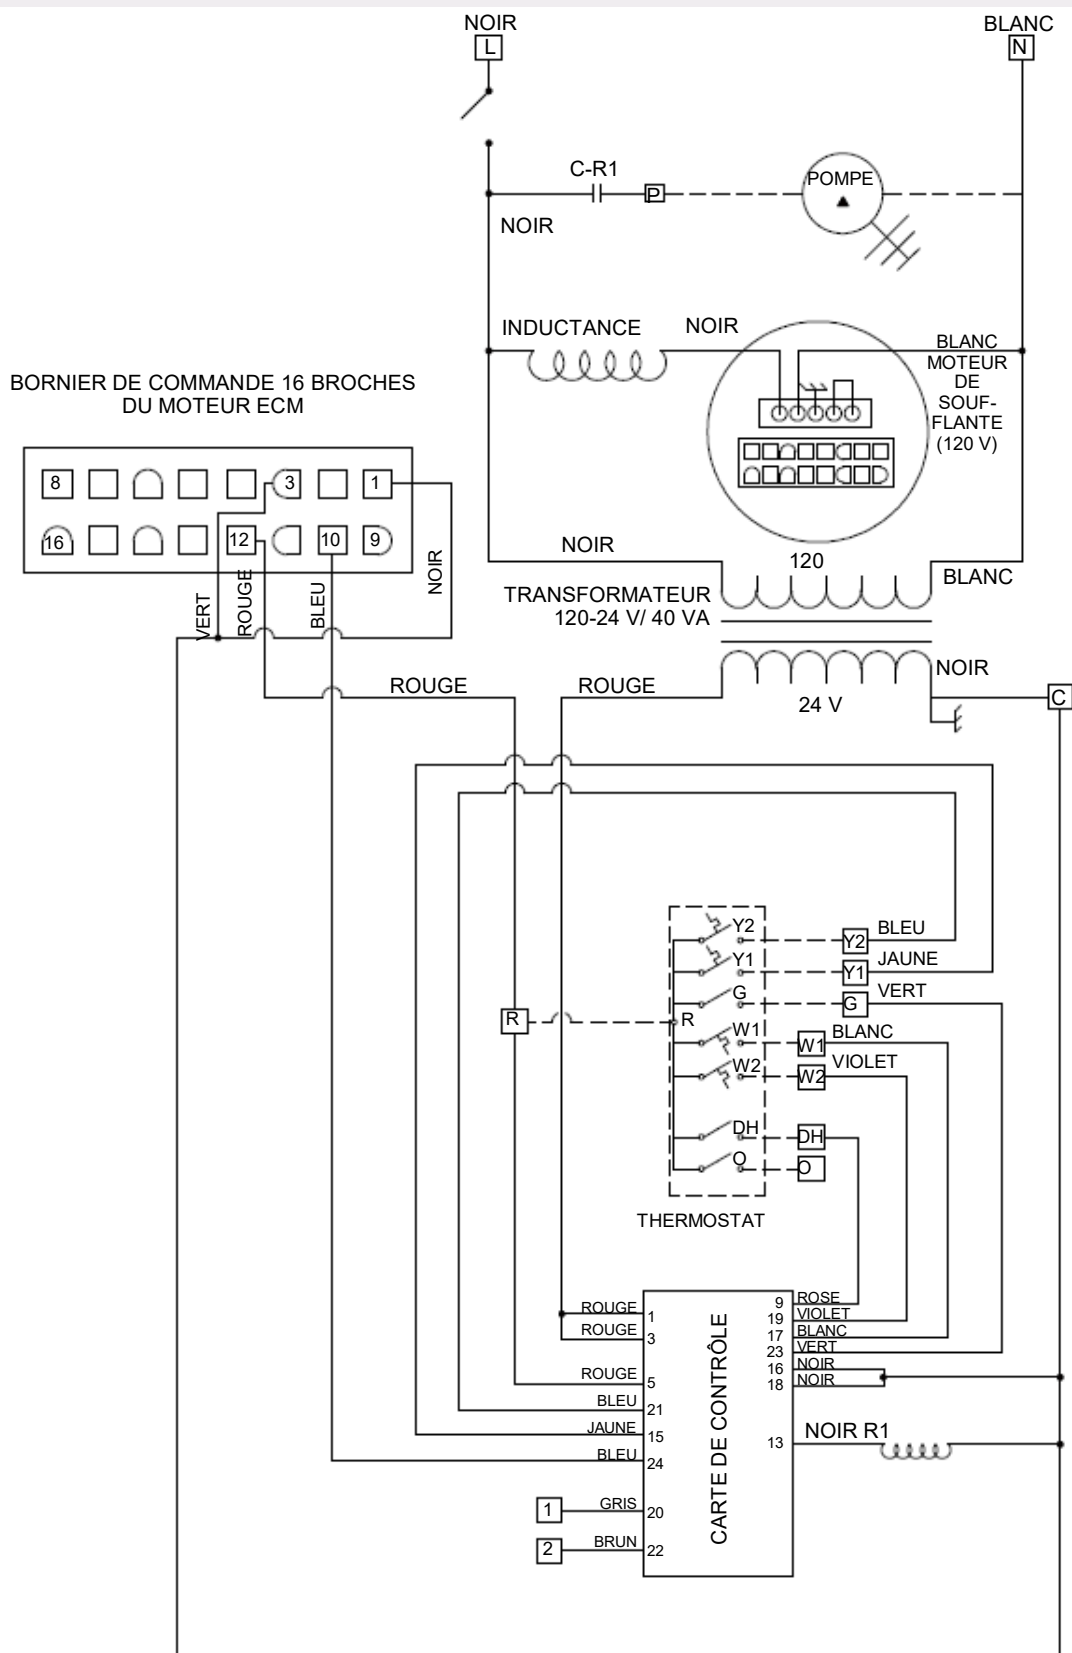 NOIR
L
BLANC
N
C-R1
P
POMPE
NOIR
INDUCTANCE
NOIR
BLANC
MOTEUR
DE
SOUF-
FLANTE
(120 V)
BORNIER DE COMMANDE 16 BROCHES
DU MOTEUR ECM
8
3
1
16
12
10
9
VERT
ROUGE
BLEU
NOIR
NOIR
120
BLANC
TRANSFORMATEUR
120-24 V/ 40 VA
NOIR
ROUGE
ROUGE
24 V
C
Y2
Y2
BLEU
Y1
Y1
JAUNE
G
G
VERT
R
R
W1
W1
BLANC
W2
W2
VIOLET
DH
DH
O
O
THERMOSTAT
CARTE DE CONTRÔLE
ROUGE
1
ROUGE
3
ROUGE
5
BLEU
21
JAUNE
15
BLEU
24
1
GRIS
20
2
BRUN
22
9
ROSE
19
VIOLET
17
BLANC
23
VERT
16
NOIR
18
NOIR
13
NOIR R1